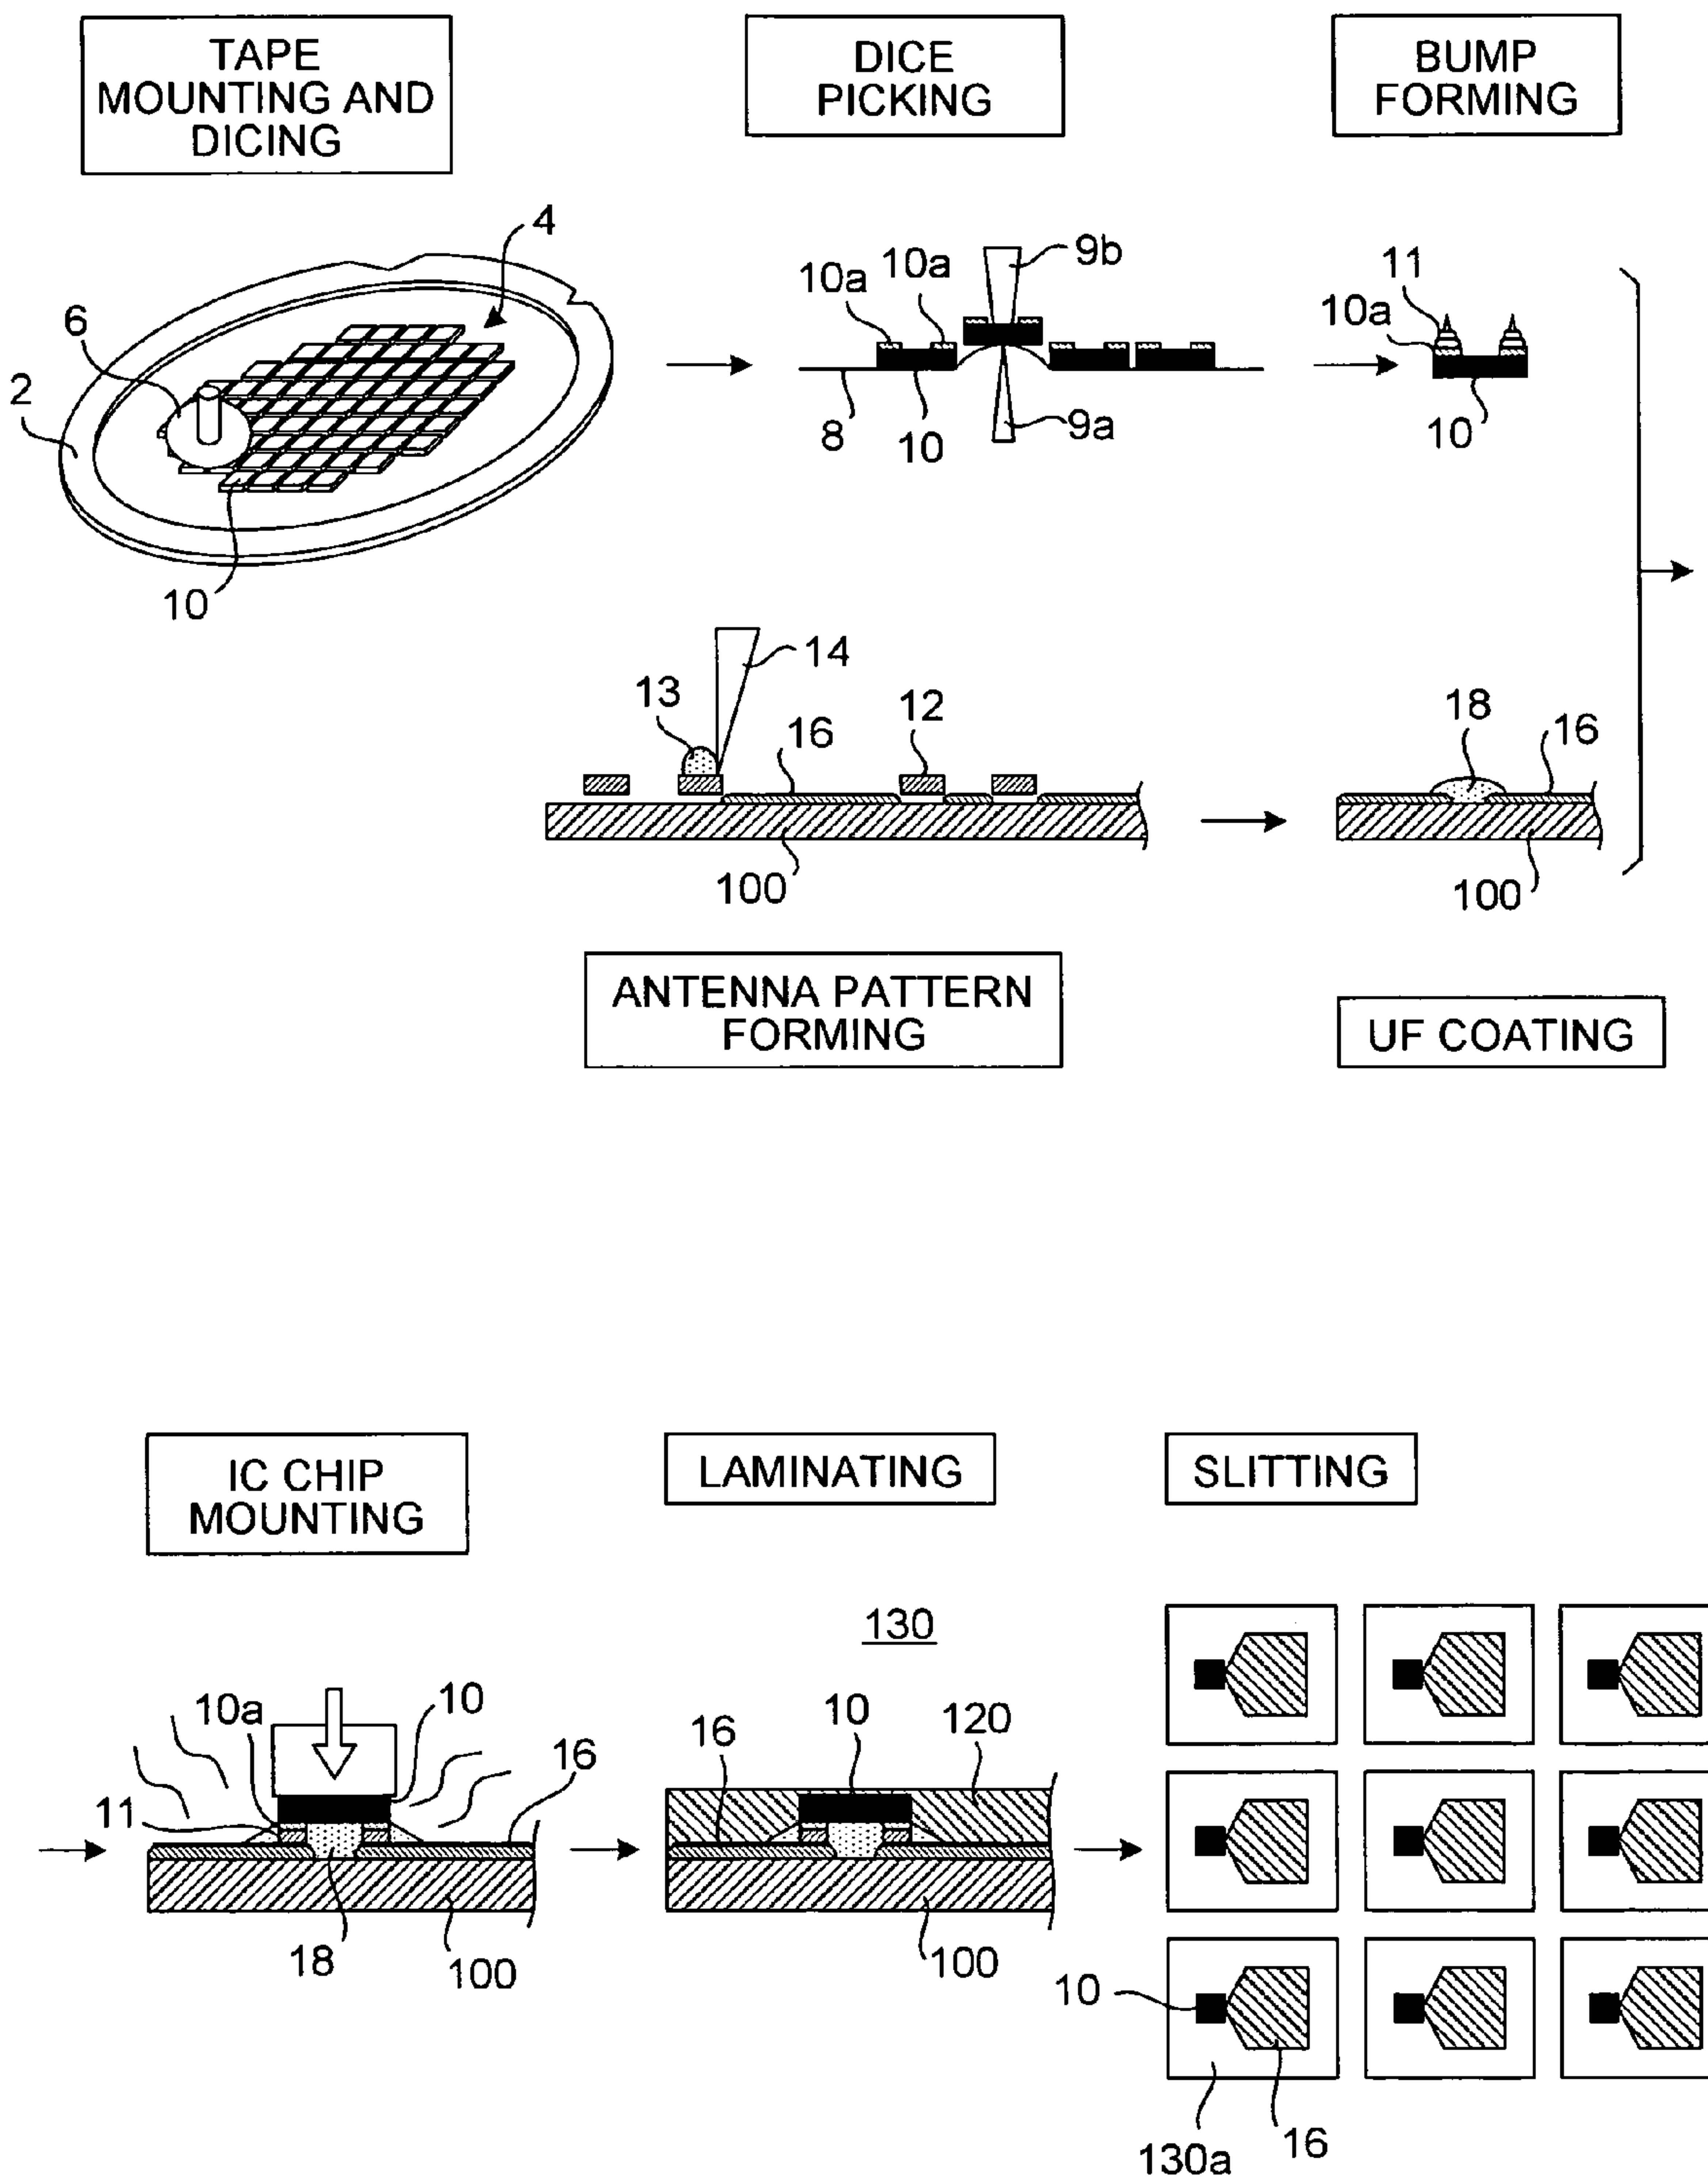 TAPE
MOUNTING AND
DICING
DICE
PICKING
BUMP
FORMING
4
6
2
10
10a
10a
9b
8
10
9a
11
10a
10
13
14
16
12
100
18
16
100
ANTENNA PATTERN
FORMING
UF COATING
IC CHIP
MOUNTING
LAMINATING
SLITTING
10a
10
16
11
18
100
130
16
10
120
100
10
130a
16